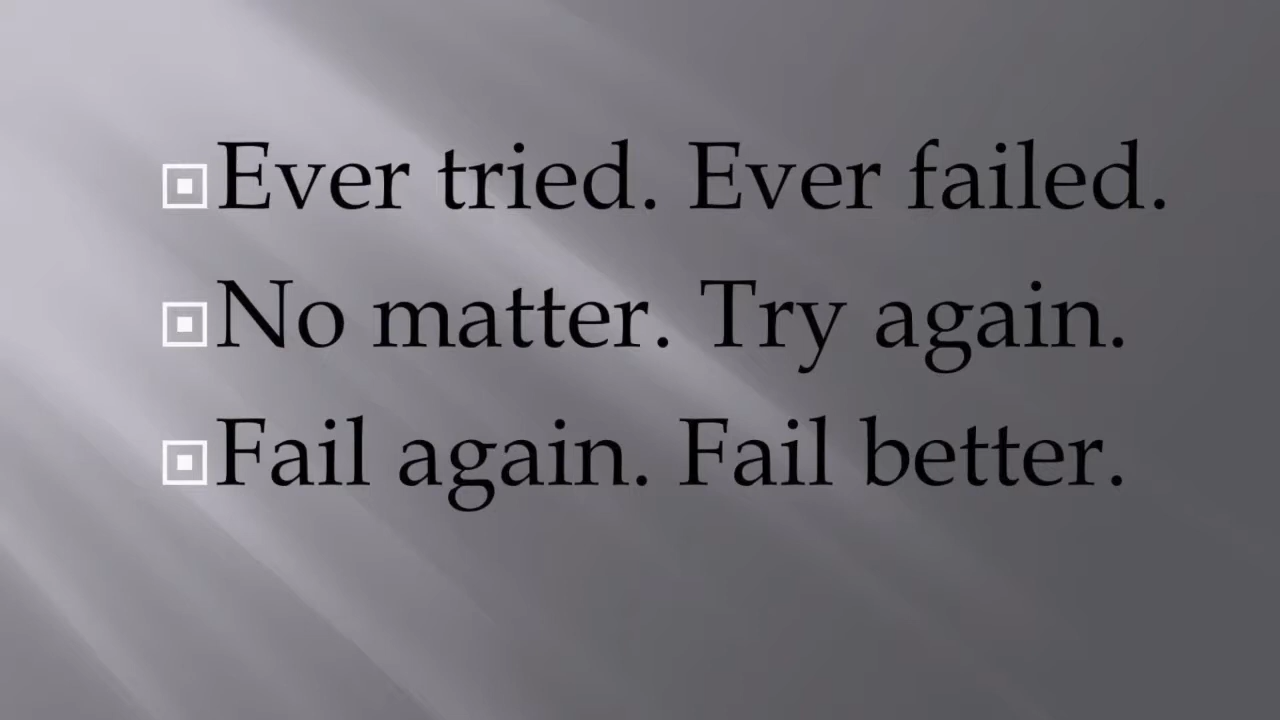 Ever tried. Ever failed.
No matter. Try again.
Fail again. Fail better.